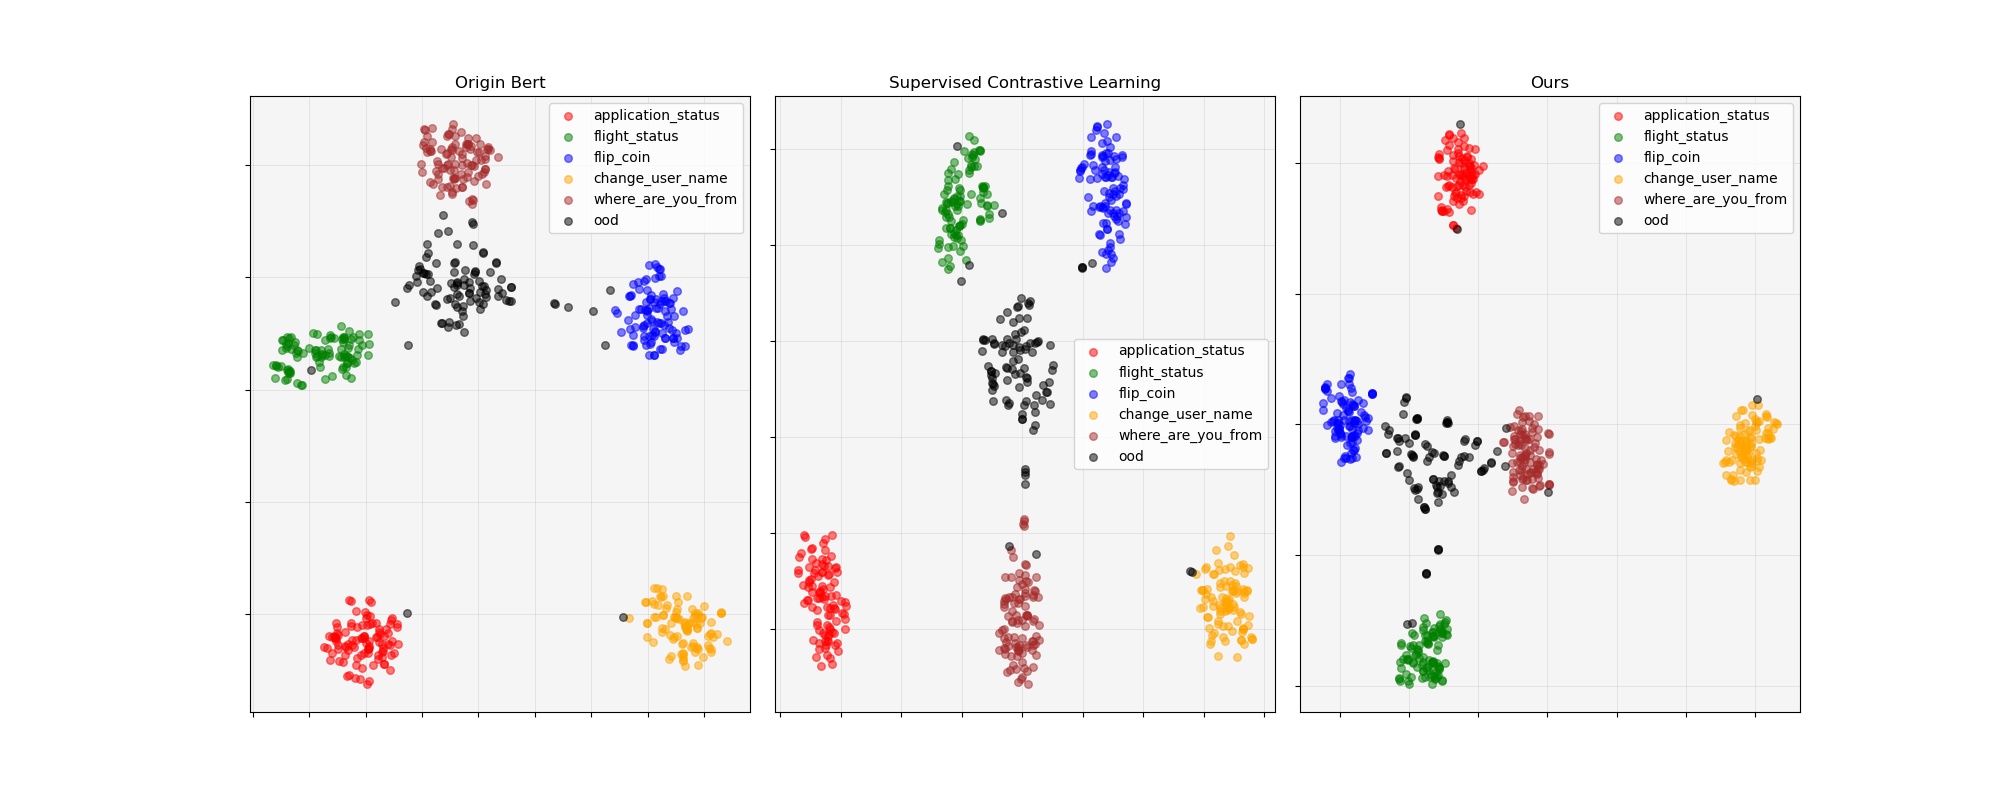 Origin Bert
application_status
flight_status
flip_coin
change_user_name
where_are_you_from
ood
Supervised Contrastive Learning
application_status
flight_status
flip_coin
change_user_name
where_are_you_from
ood
Ours
application_status
flight_status
flip_coin
change_user_name
where_are_you_from
ood